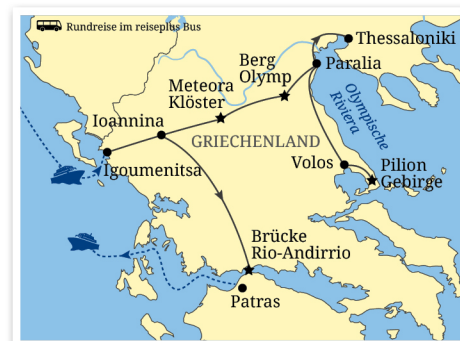 Rundreise im reiseplus Bus
Thessaloniki
Berg
Olymp
Paralia
Meteora
Klöster
Olympische
Riviera
Ioannina
GRIECHENLAND
Igoumenitsa
Volos
Pilion
Gebirge
Brücke
Rio-Andirrio
Patras